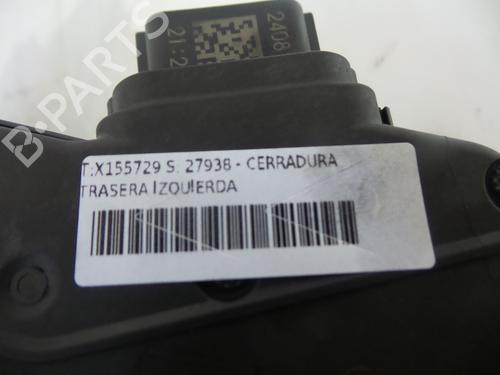 2408
21:2
T:X155729 S: 27938 - CERRADURA
TRASERA IZQUIERDA
B-PARTS